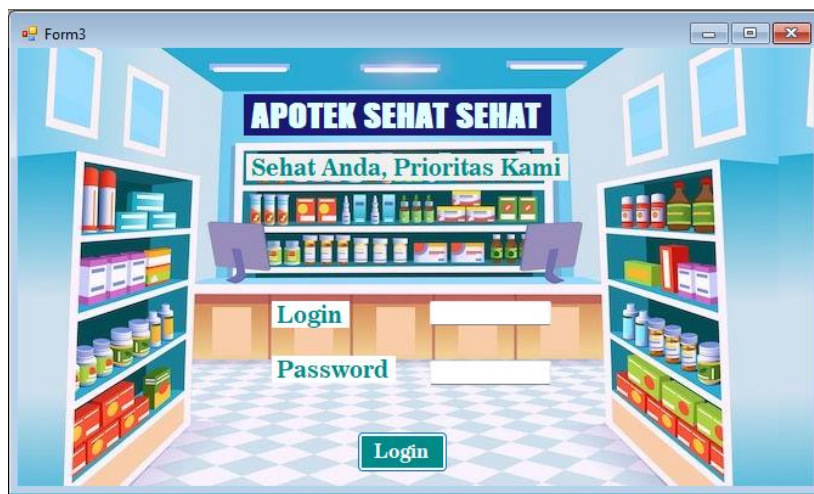 Form3
APOTEK SEHAT SEHAT
Sehat Anda, Prioritas Kami
Login
Password
Login